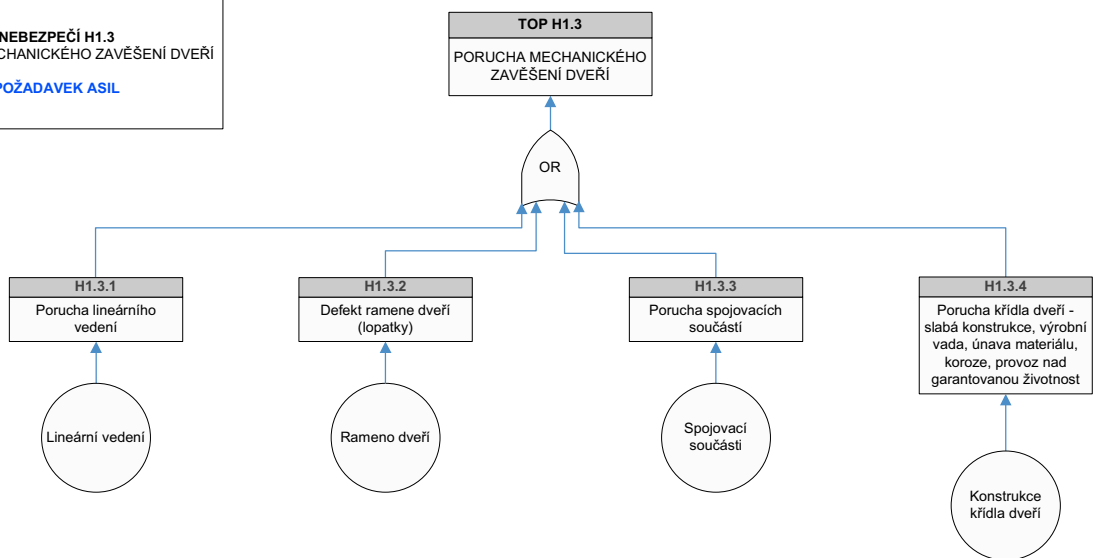 NEBEZPEČÍ H1.3
CHANICKÉHO ZAVĚŠENÍ DVEŘÍ
POŽADAVEK ASIL
TOP H1.3
PORUCHA MECHANICKÉHO
ZAVĚŠENÍ DVEŘÍ
OR
H1.3.1
Porucha lineárního
vedení
H1.3.2
Defekt ramene dveří
(lopatky)
H1.3.3
Porucha spojovacích
součástí
H1.3.4
Porucha křídla dveří -
slabá konstrukce, výrobní
vada, únava materiálu,
koroze, provoz nad
garantovanou životnost
Lineární vedení
Rameno dveří
Spojovací
součásti
Konstrukce
křídla dveří